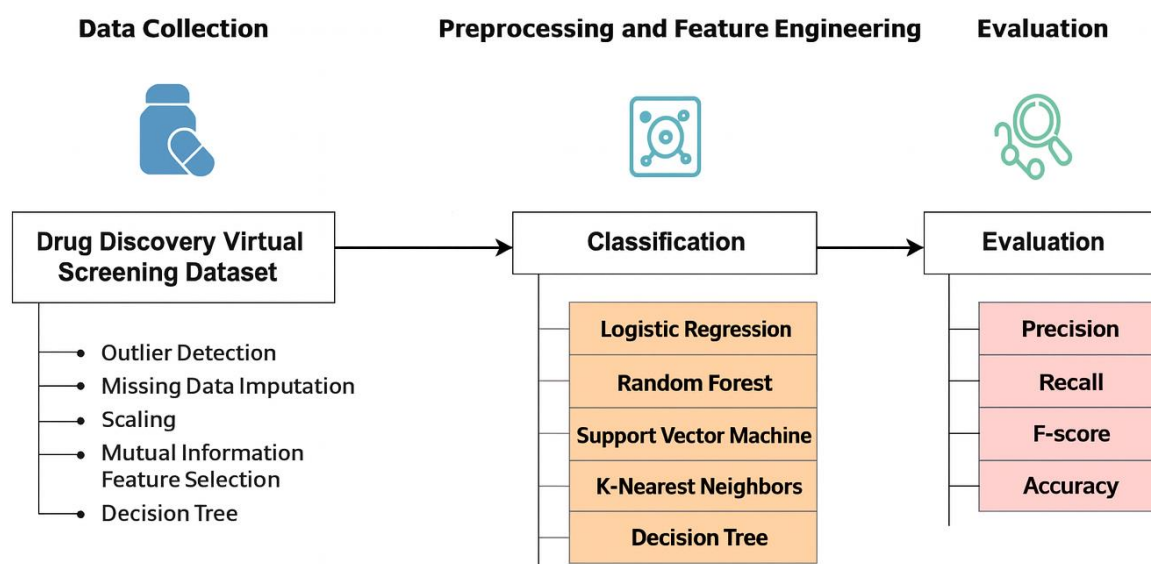 Data Collection
Preprocessing and Feature Engineering
Evaluation
Drug Discovery Virtual
Screening Dataset
Outlier Detection
Missing Data Imputation
Scaling
Mutual Information
Feature Selection
Decision Tree
Classification
Logistic Regression
Random Forest
Support Vector Machine
K-Nearest Neighbors
Decision Tree
Evaluation
Precision
Recall
F-score
Accuracy